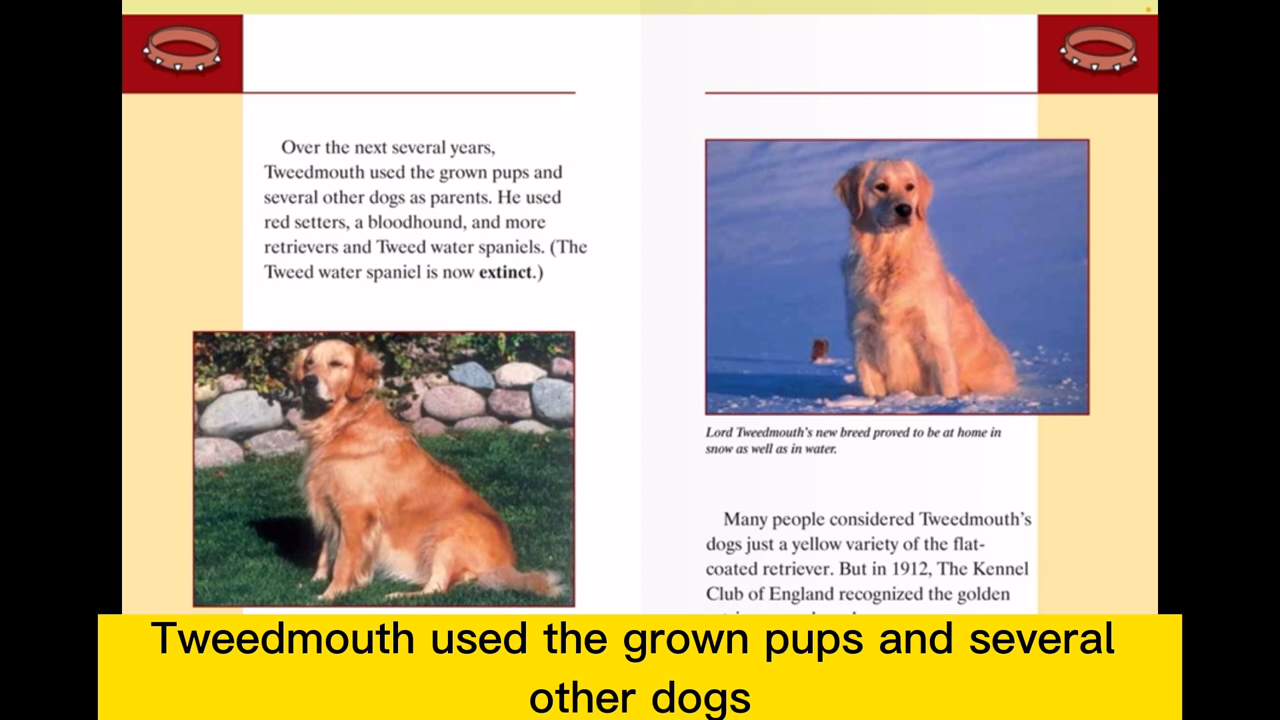 Over the next several years,
Tweedmouth used the grown pups and
several other dogs as parents. He used
red setters, a bloodhound, and more
retrievers and Tweed water spaniels. (The
Tweed water spaniel is now extinct.)
Lord Tweedmouth's new breed proved to be at home in
snow as well as in water.
Many people considered Tweedmouth's
dogs just a yellow variety of the flat-
coated retriever. But in 1912, The Kennel
Club of England recognized the golden
Tweedmouth used the grown pups and several
other dogs